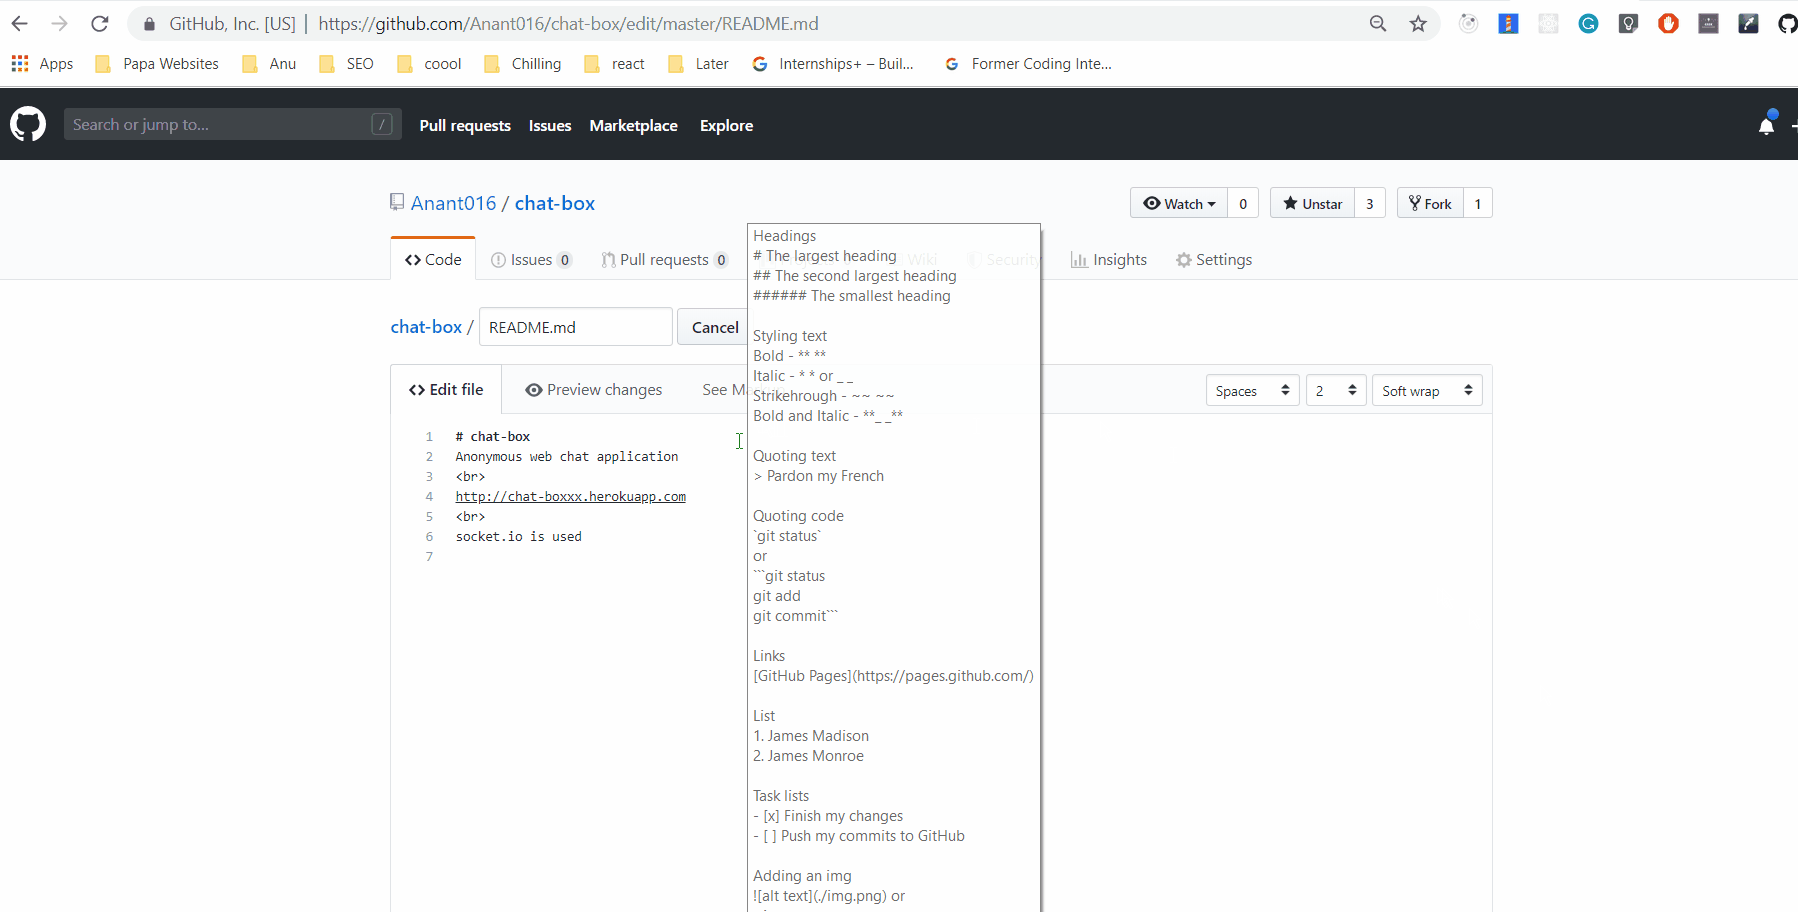 GitHub, Inc. [US] | https://github.com/Anant016/chat-box/edit/master/README.md
Apps Papa Websites Anu SEO coool Chilling react Later Internships+ – Buil... Former Coding Inte...
Search or jump to... / Pull requests Issues Marketplace Explore
Anant016 / chat-box Watch 0 Unstar 3 Fork 1
Code Issues 0 Pull requests 0 Wiki Security Insights Settings
chat-box / README.md Cancel
Edit file Preview changes See Ma Spaces 2 Soft wrap
1 # chat-box
2 Anonymous web chat application
3 <br>
4 http://chat-boxxx.herokuapp.com
5 <br>
6 socket.io is used
7
Headings
# The largest heading
## The second largest heading
###### The smallest heading
Styling text
Bold - ** **
Italic - * * or _ _
Strikehrough - ~~ ~~
Bold and Italic - **_ _**
Quoting text
> Pardon my French
Quoting code
`git status`
or
```git status
git add
git commit```
Links
[GitHub Pages](https://pages.github.com/)
List
1. James Madison
2. James Monroe
Task lists
- [x] Finish my changes
- [ ] Push my commits to GitHub
Adding an img
![alt text](./img.png) or